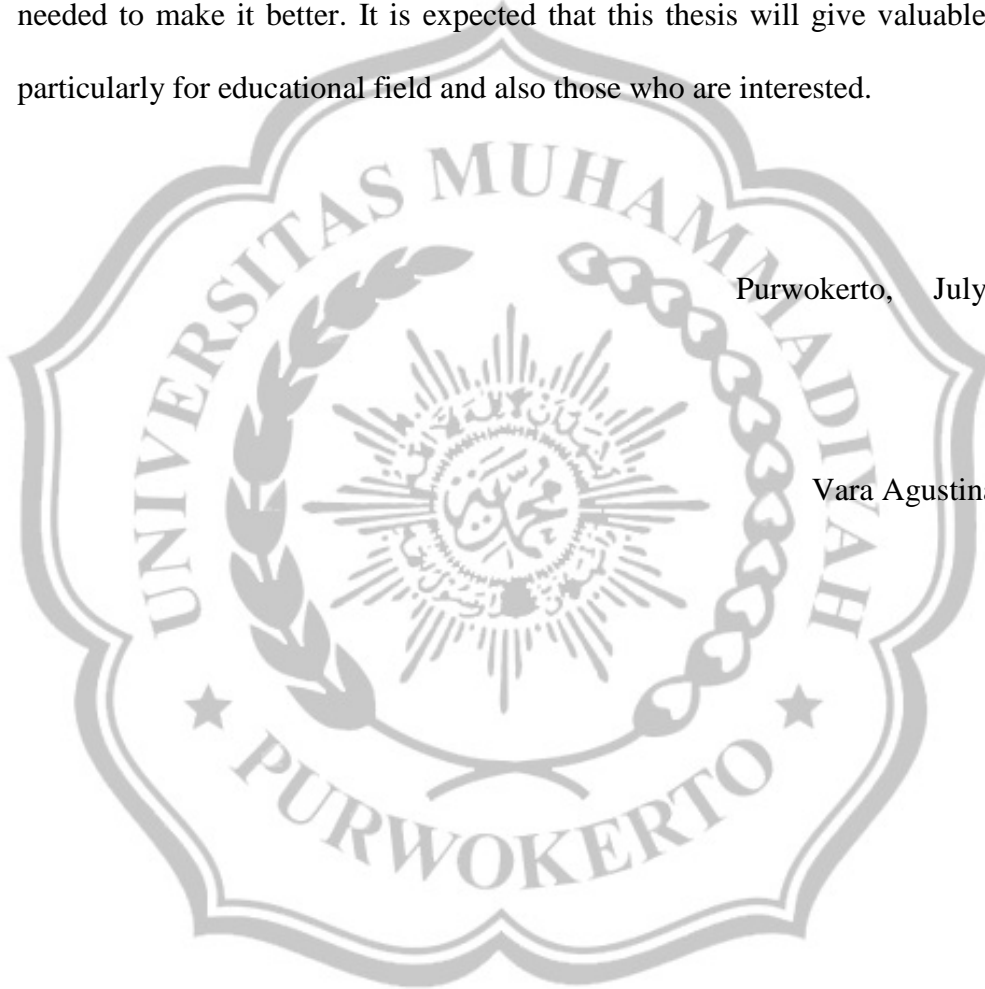 needed to make it better. It is expected that this thesis will give valuable
particularly for educational field and also those who are interested.
UNIVERSITAS MUHAMMADIYAH
Purwokerto, July
Vara Agustina
PURWOKERTO